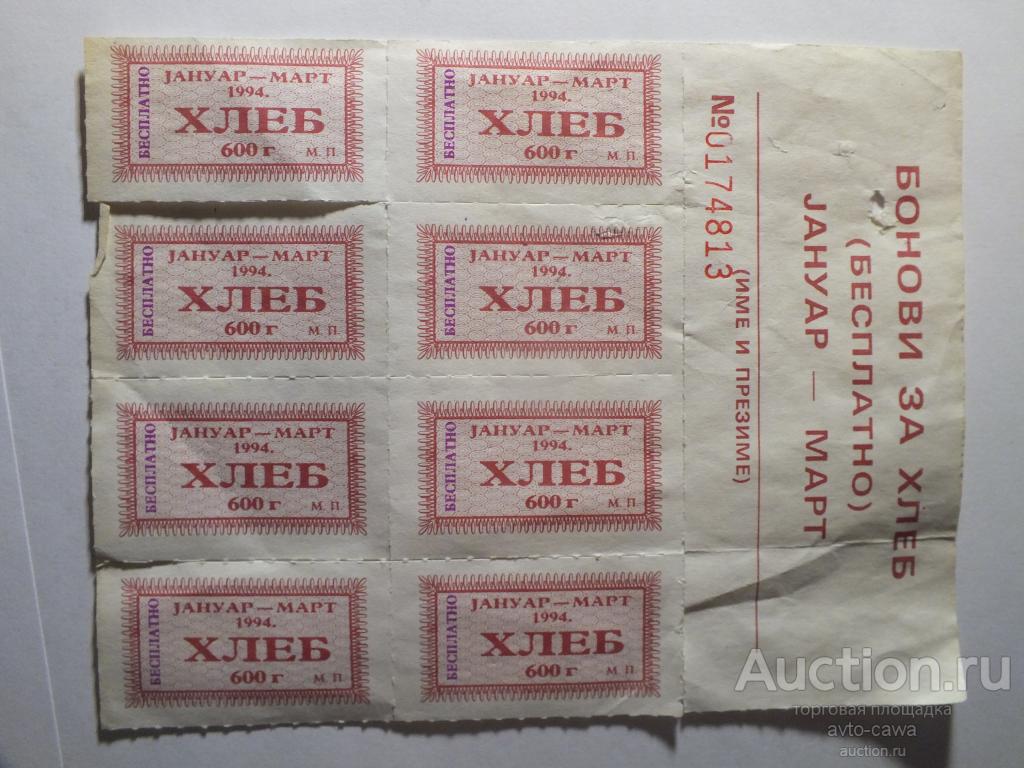 БЕСПЛАТНО
ЈАНУАР — МАРТ
1994.
ХЛЕБ
600 г М. П.
БЕСПЛАТНО
ЈАНУАР — МАРТ
1994.
ХЛЕБ
600 г М. П.
БЕСПЛАТНО
ЈАНУАР — МАРТ
1994.
ХЛЕБ
600 г М. П.
БЕСПЛАТНО
ЈАНУАР — МАРТ
1994.
ХЛЕБ
600 г М. П.
БЕСПЛАТНО
ЈАНУАР — МАРТ
1994.
ХЛЕБ
600 г М. П.
БЕСПЛАТНО
ЈАНУАР — МАРТ
1994.
ХЛЕБ
600 г М. П.
БЕСПЛАТНО
ЈАНУАР — МАРТ
1994.
ХЛЕБ
600 г М. П.
БЕСПЛАТНО
ЈАНУАР — МАРТ
1994.
ХЛЕБ
600 г М. П.
БОНОВИ ЗА ХЛЕБ
(БЕСПЛАТНО)
ЈАНУАР — МАРТ
(ИМЕ И ПРЕЗИМЕ)
№0174813
Auction.ru
торговая площадка
avto-cawa
auction.ru